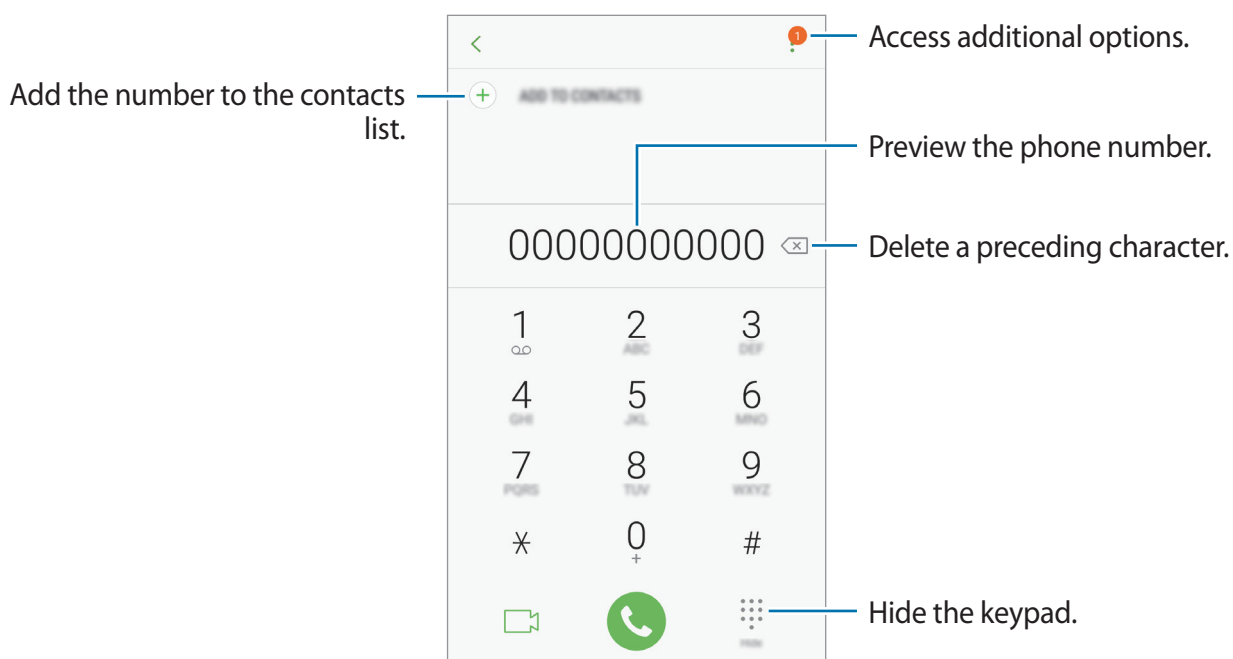 1
Access additional options.
Add the number to the contacts
list.
ADD TO CONTACTS
Preview the phone number.
00000000000
Delete a preceding character.
1 2 3
ABC DEF
4 5 6
GHI JKL MNO
7 8 9
PQRS TUV WXYZ
* 0 #
+
Hide the keypad.